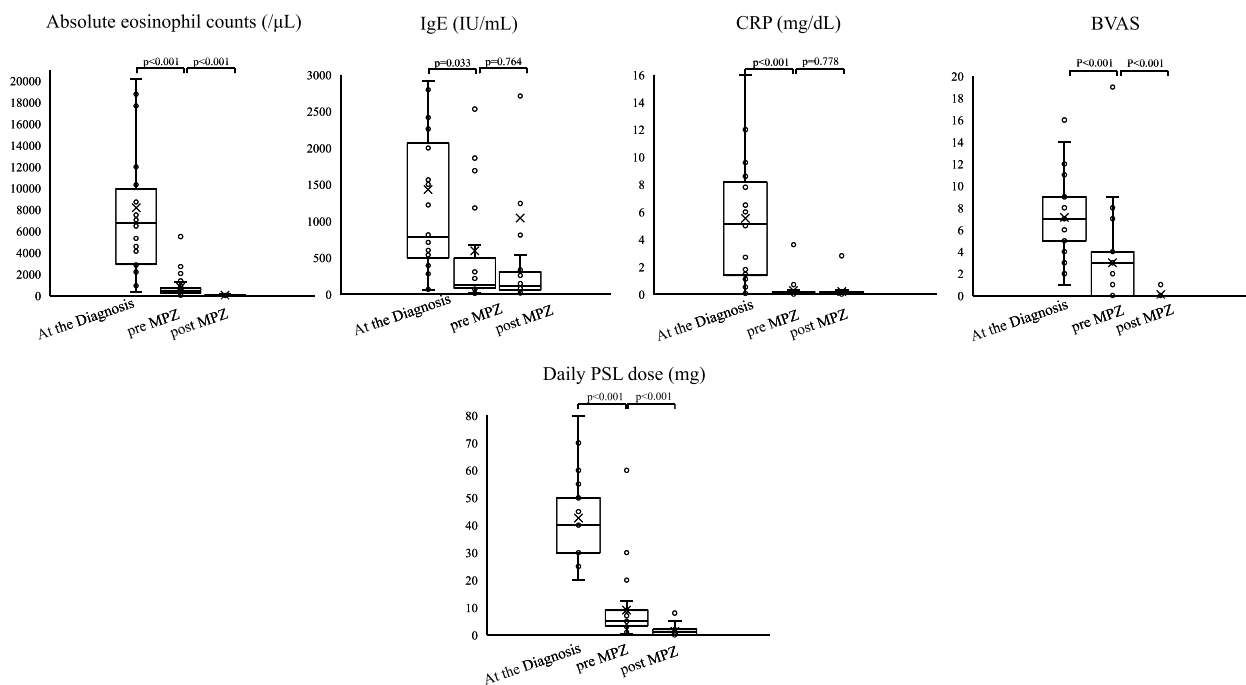 Absolute eosinophil counts (/μL)
IgE (IU/mL)
CRP (mg/dL)
BVAS
p<0.001
p<0.001
20000
18000
16000
14000
12000
10000
8000
6000
4000
2000
0
At the Diagnosis
pre MPZ
post MPZ
p=0.033
p=0.764
3000
2500
2000
1500
1000
500
0
At the Diagnosis
pre MPZ
post MPZ
p<0.001
p=0.778
16
14
12
10
8
6
4
2
0
At the Diagnosis
pre MPZ
post MPZ
P<0.001
P<0.001
20
18
16
14
12
10
8
6
4
2
0
At the Diagnosis
pre MPZ
post MPZ
Daily PSL dose (mg)
p<0.001
p<0.001
80
70
60
50
40
30
20
10
0
At the Diagnosis
pre MPZ
post MPZ